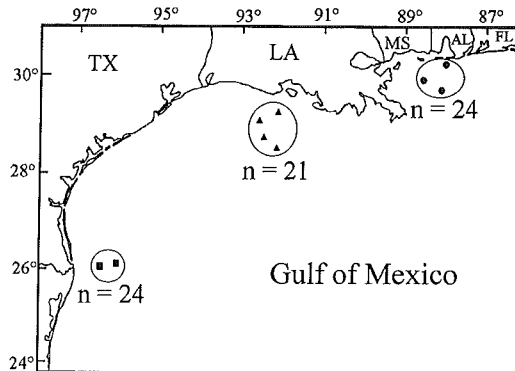 97° 95° 93° 91° 89° 87°
TX LA MS AL FL
30°
n = 24
28°
n = 21
26°
n = 24
Gulf of Mexico
24°